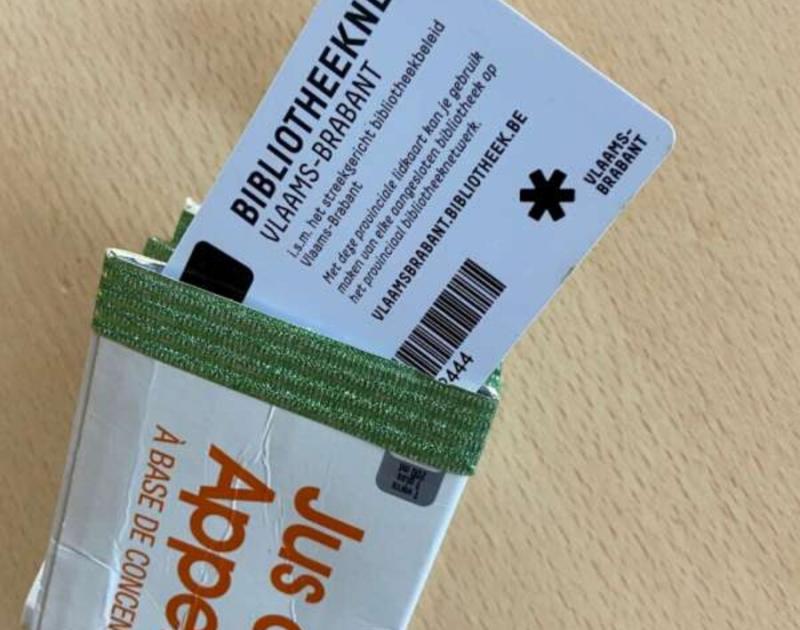 BIBLIOTHEEKNE
VLAAMS-BRABANT
i.s.m. het streekgericht bibliotheekbeleid
Vlaams-Brabant
Met deze provinciale lidkaart kan je gebruik
maken van elke aangesloten bibliotheek op
het provinciaal bibliotheeknetwerk.
VLAAMSBRABANT.BIBLIOTHEEK.BE
VLAAMS-
BRABANT
2444
Jus d
Appe
À BASE DE CONCEN